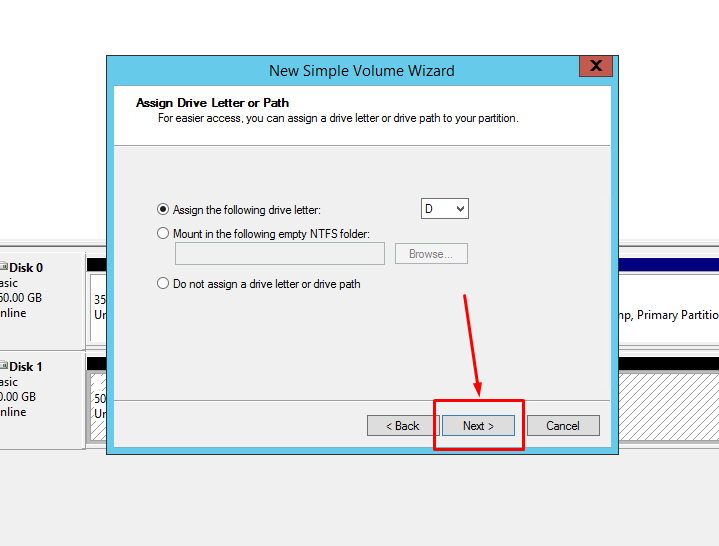 New Simple Volume Wizard
Assign Drive Letter or Path
For easier access, you can assign a drive letter or drive path to your partition.
Assign the following drive letter:
D
Mount in the following empty NTFS folder:
Browse...
Do not assign a drive letter or drive path
< Back
Next >
Cancel
Disk 0
asic
60.00 GB
nline
35
Un
mp, Primary Partitio
Disk 1
asic
0.00 GB
nline
50
Un